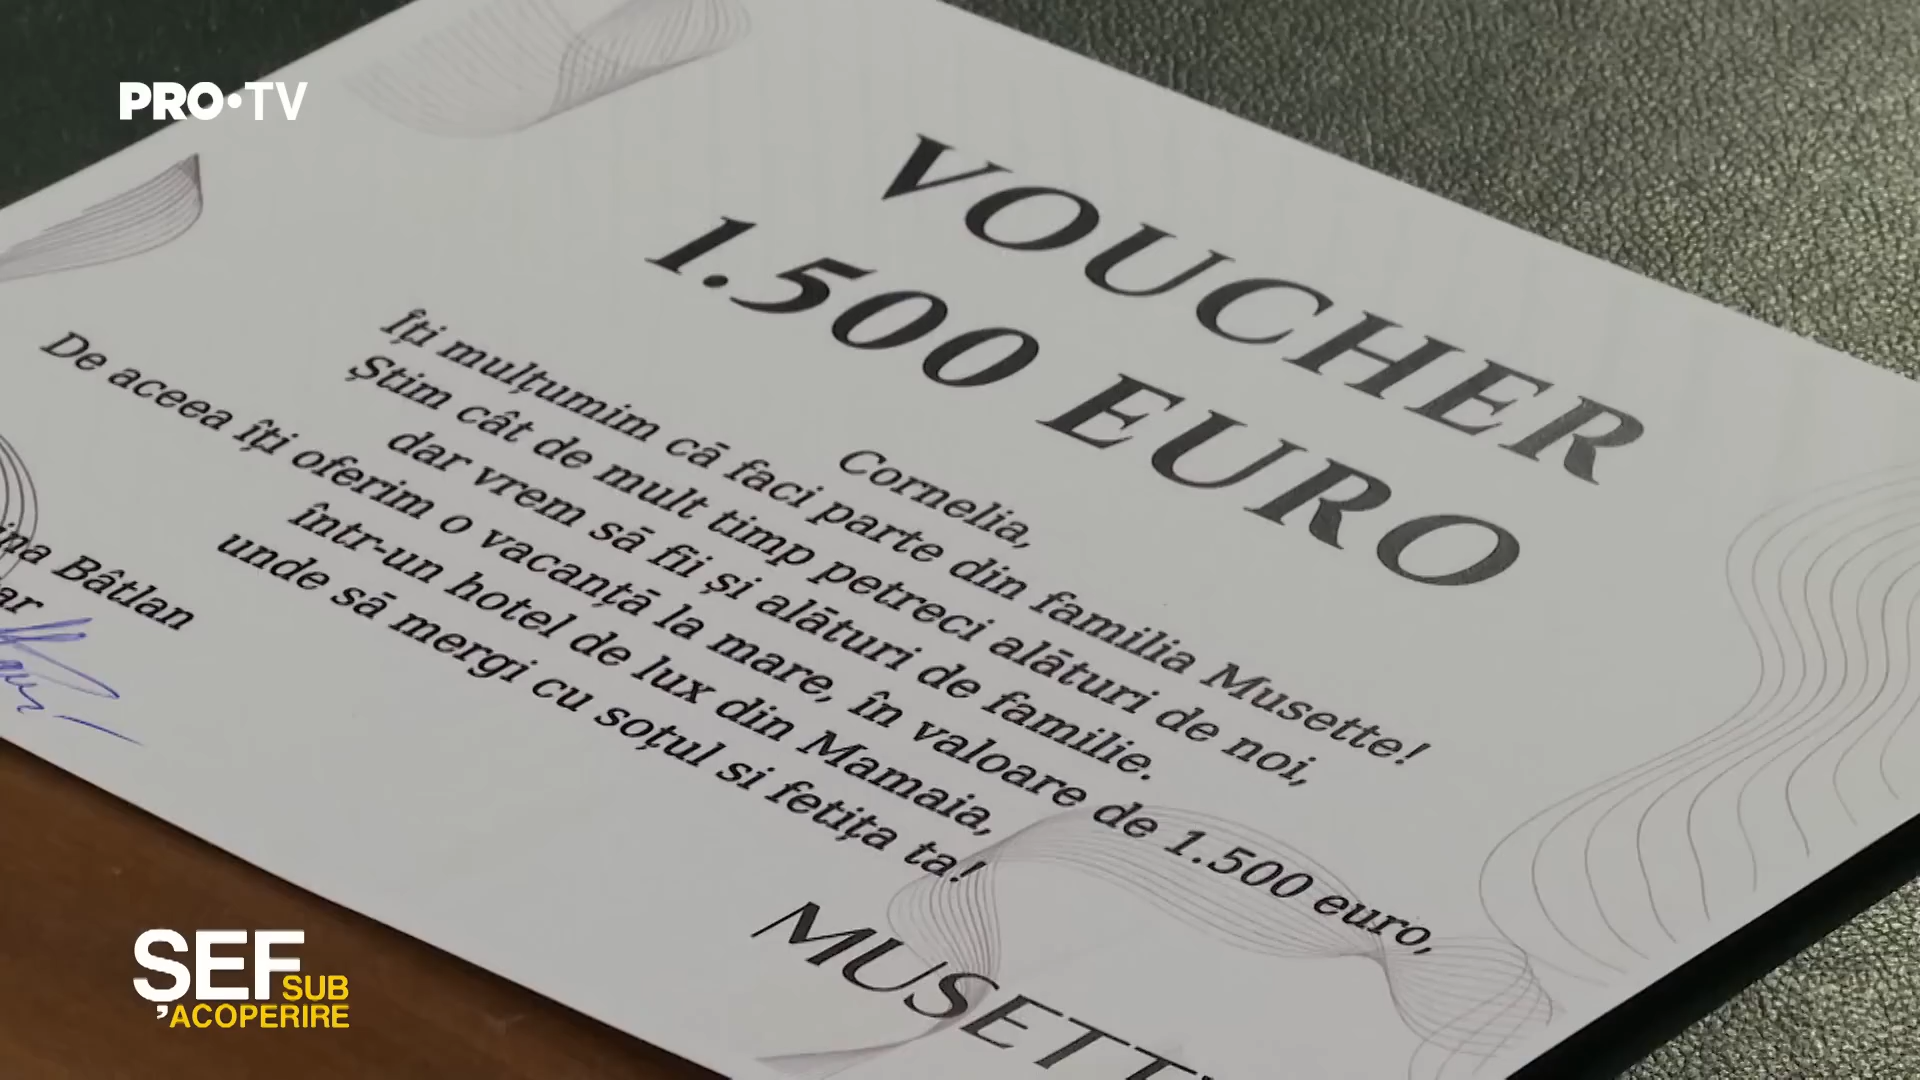 PRO•TV
VOUCHER
1.500 EURO
Cornelia,
Îți mulțumim că faci parte din familia Musette!
Știm cât de mult timp petreci alături de noi,
dar vrem să fii și alături de familie.
De aceea îți oferim o vacanță la mare, în valoare de 1.500 euro,
într-un hotel de lux din Mamaia,
unde să mergi cu soțul si fetița ta!
Bâtlan
MUSETT
ȘEF SUB
ACOPERIRE